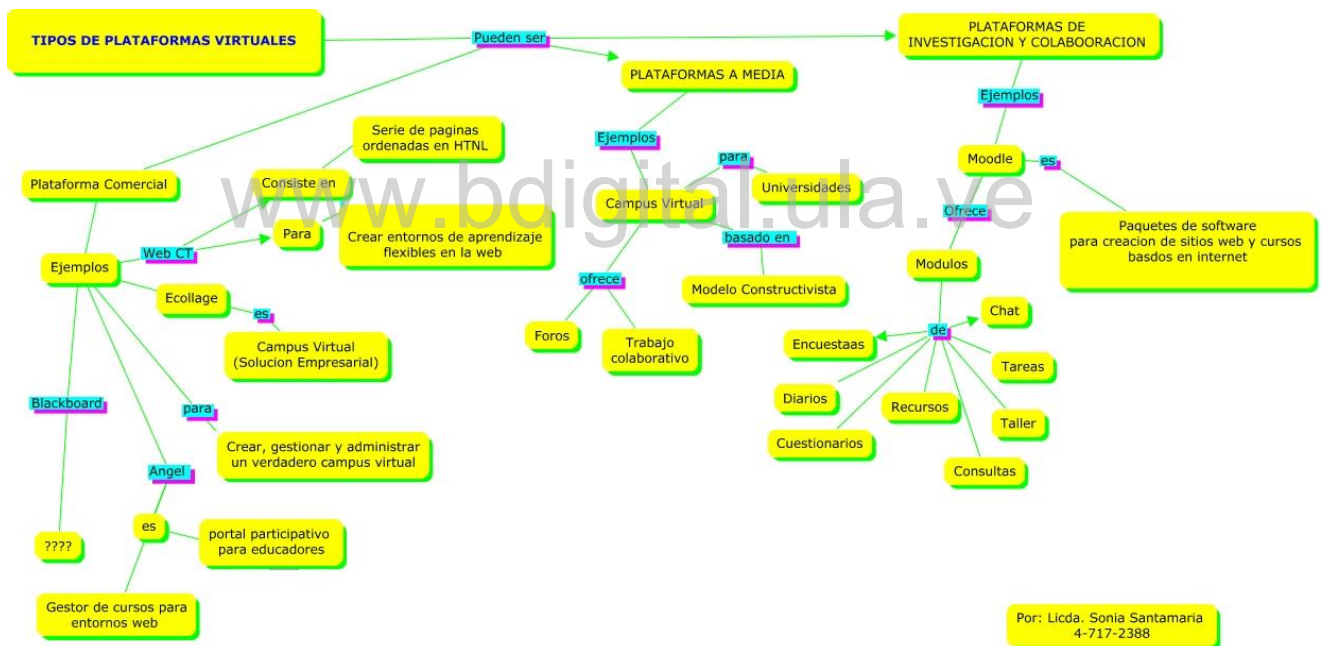 TIPOS DE PLATAFORMAS VIRTUALES
Pueden ser
PLATAFORMAS DE
INVESTIGACION Y COLABOORACION
PLATAFORMAS A MEDIA
Ejemplos
Moodle
es
Paquetes de software
para creacion de sitios web y cursos
basdos en internet
Ofrece
Modulos
de
Chat
Encuestaas
Tareas
Diarios
Recursos
Taller
Cuestionarios
Consultas
Ejemplos
Campus Virtual
para
Universidades
basado en
Modelo Constructivista
ofrece
Foros
Trabajo
colaborativo
Plataforma Comercial
Ejemplos
Web CT
Consiste en
Serie de paginas
ordenadas en HTNL
Para
Crear entornos de aprendizaje
flexibles en la web
Ecollage
es
Campus Virtual
(Solucion Empresarial)
para
Crear, gestionar y administrar
un verdadero campus virtual
Blackboard
????
Angel
es
portal participativo
para educadores
Gestor de cursos para
entornos web
Por: Licda. Sonia Santamaria
4-717-2388
www.bdigital.ula.ve